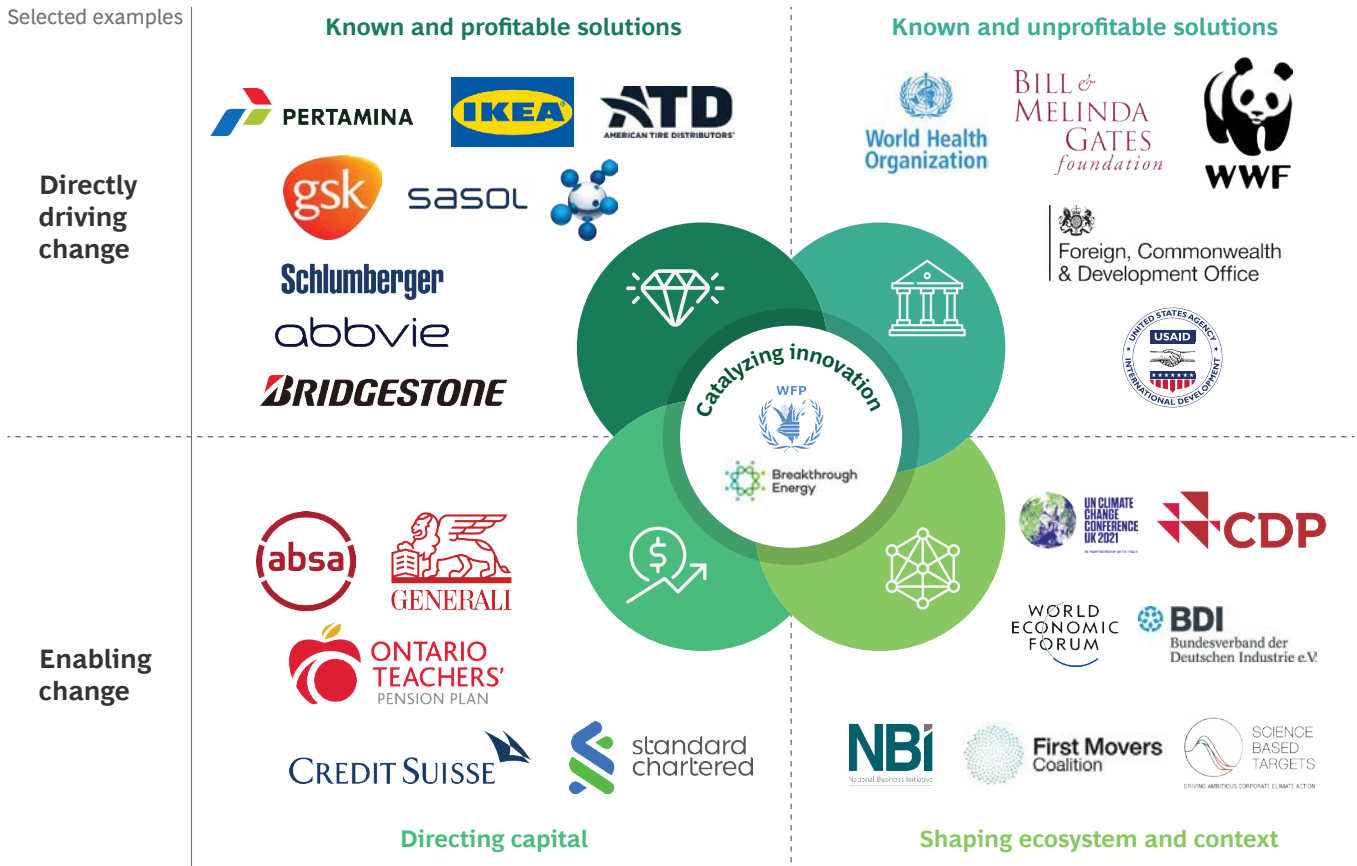 Selected examples
Known and profitable solutions
Known and unprofitable solutions
Directly
driving
change
PERTAMINA
IKEA
ATD
AMERICAN TIRE DISTRIBUTORS
gsk
sasol
Schlumberger
abbvie
BRIDGESTONE
World Health
Organization
BILL &
MELINDA
GATES
foundation
WWF
Foreign, Commonwealth
& Development Office
UNITED STATES AGENCY
USAID
INTERNATIONAL DEVELOPMENT
Catalyzing innovation
WFP
Breakthrough
Energy
$
Enabling
change
absa
GENERALI
ONTARIO
TEACHERS'
PENSION PLAN
CREDIT SUISSE
standard
chartered
Directing capital
UN CLIMATE
CHANGE
CONFERENCE
UK 2021
IN PARTNERSHIP WITH ITALY
CDP
WORLD
ECONOMIC
FORUM
BDI
Bundesverband der
Deutschen Industrie e.V.
NBi
National Business Initiative
First Movers
Coalition
SCIENCE
BASED
TARGETS
DRIVING AMBITIOUS CORPORATE CLIMATE ACTION
Shaping ecosystem and context